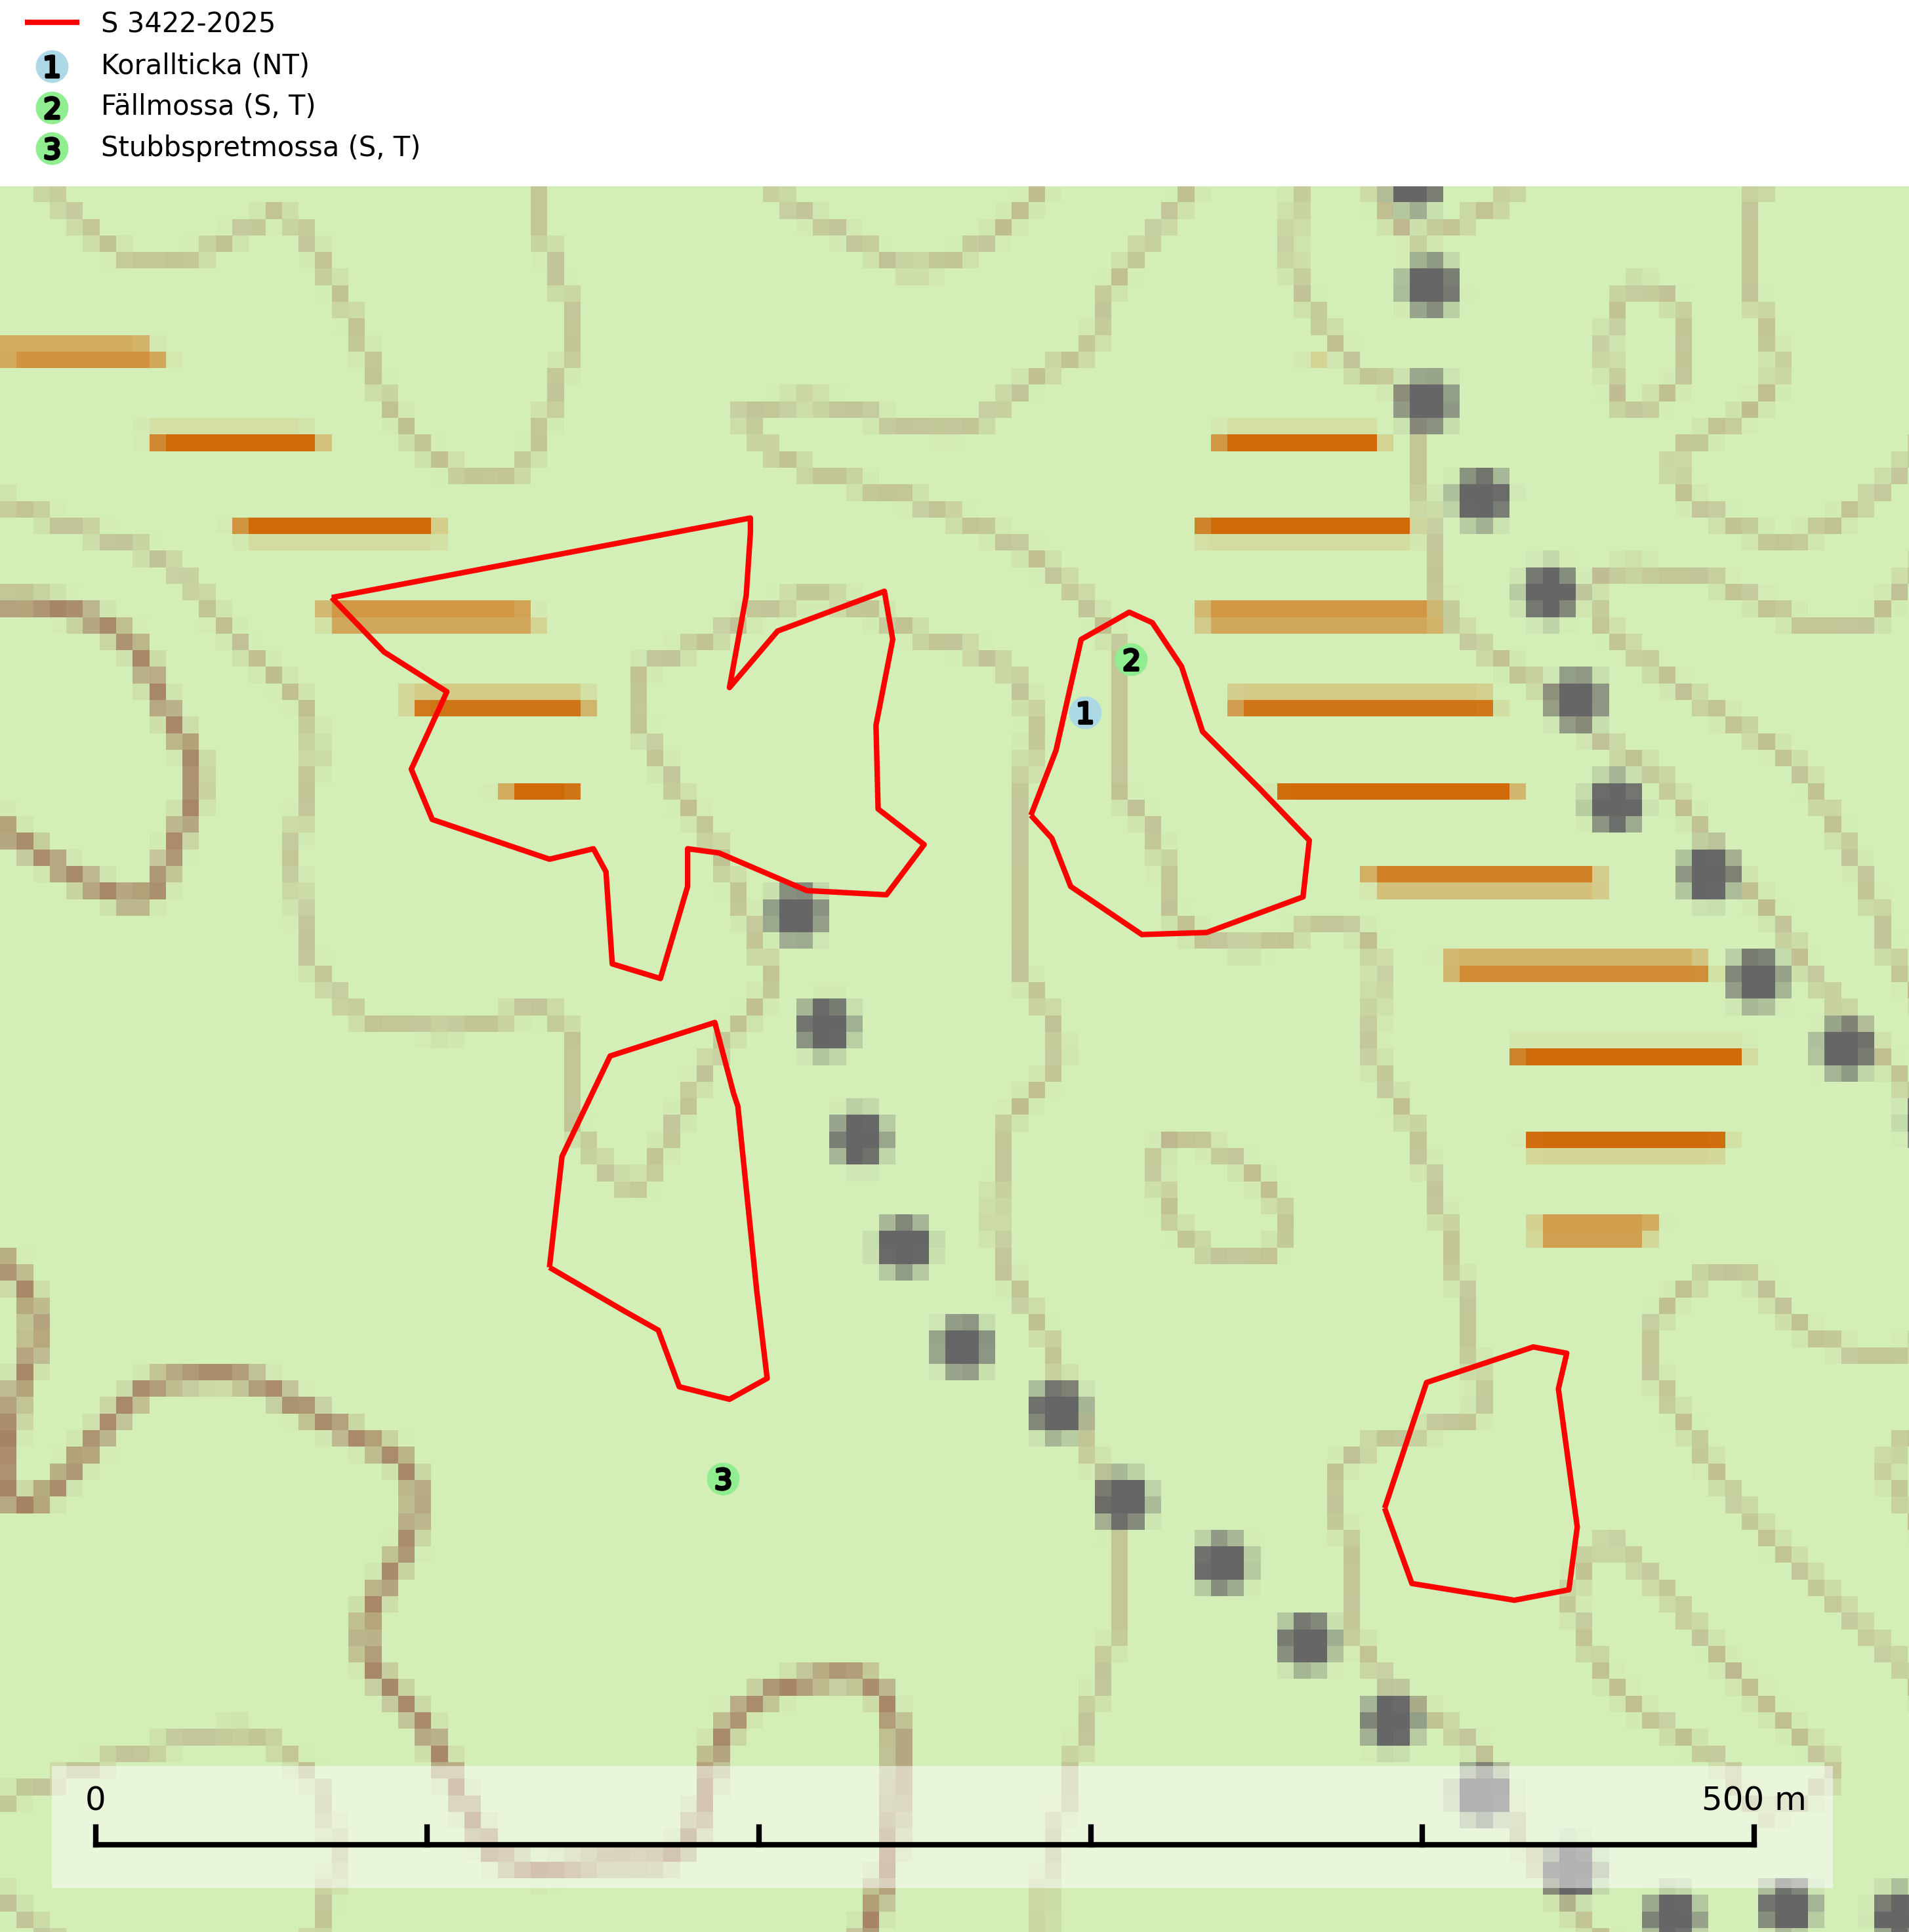 S 3422-2025
1 Korallticka (NT)
2 Fällmossa (S, T)
3 Stubbspretmossa (S, T)
2
1
3
0 500 m